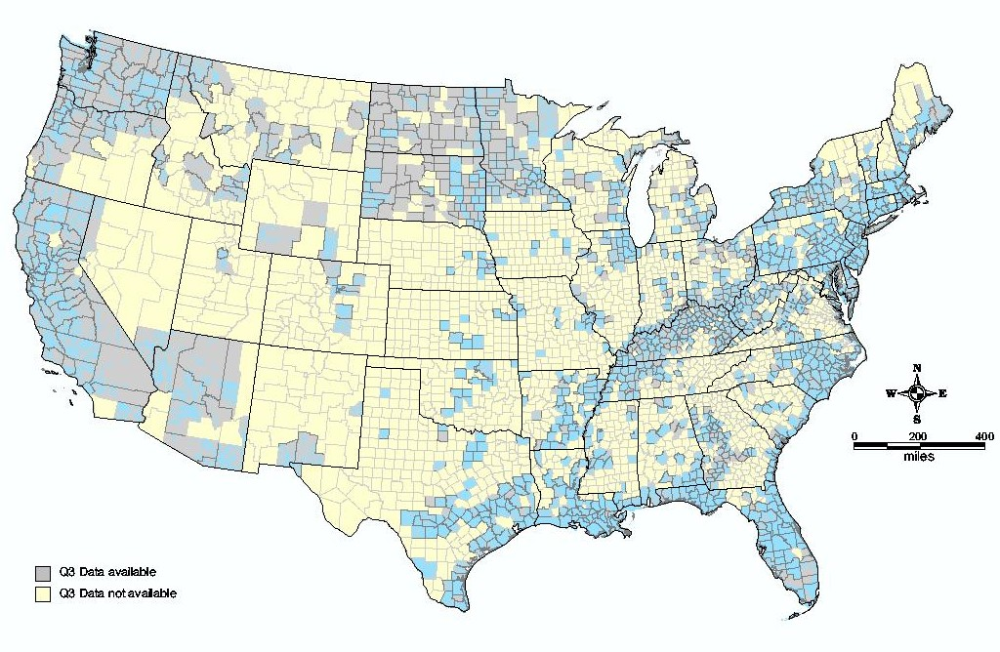 N
W E
S
0 200 400
miles
Q3 Data available
Q3 Data not available